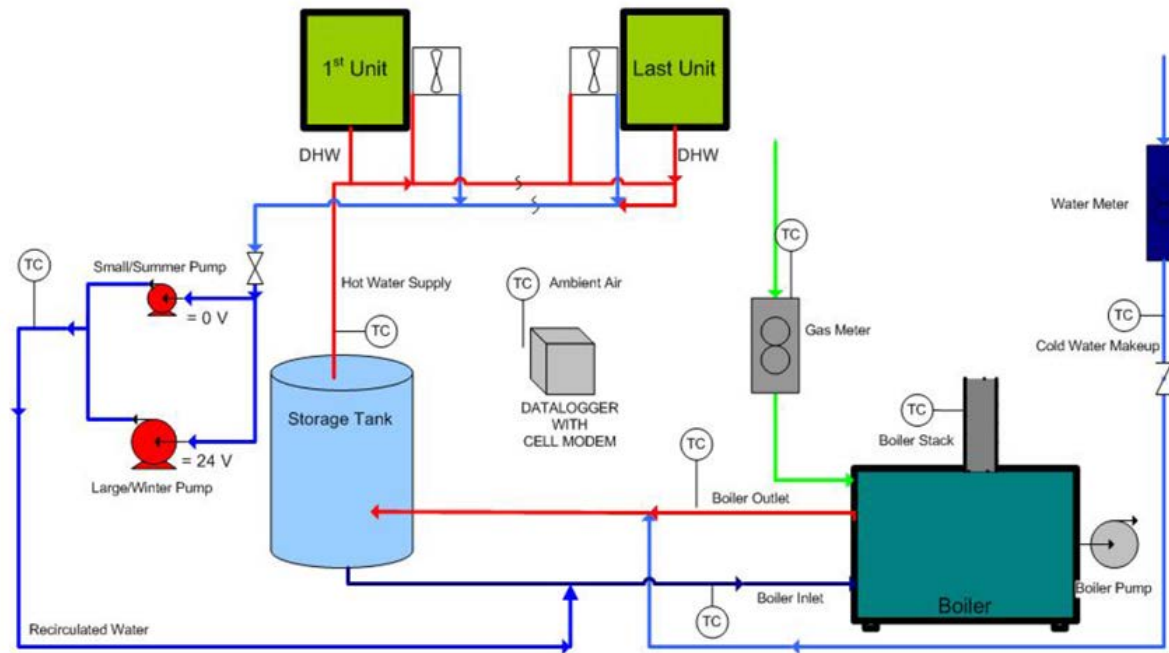 1st Unit
Last Unit
DHW
DHW
Water Meter
TC
Small/Summer Pump
= 0 V
Hot Water Supply
TC
Ambient Air
TC
TC
Gas Meter
TC
Cold Water Makeup
Storage Tank
DATALOGGER
WITH
CELL MODEM
TC
Boiler Stack
= 24 V
Large/Winter Pump
TC
Boiler Outlet
Boiler Inlet
TC
Boiler Pump
Boiler
Recirculated Water